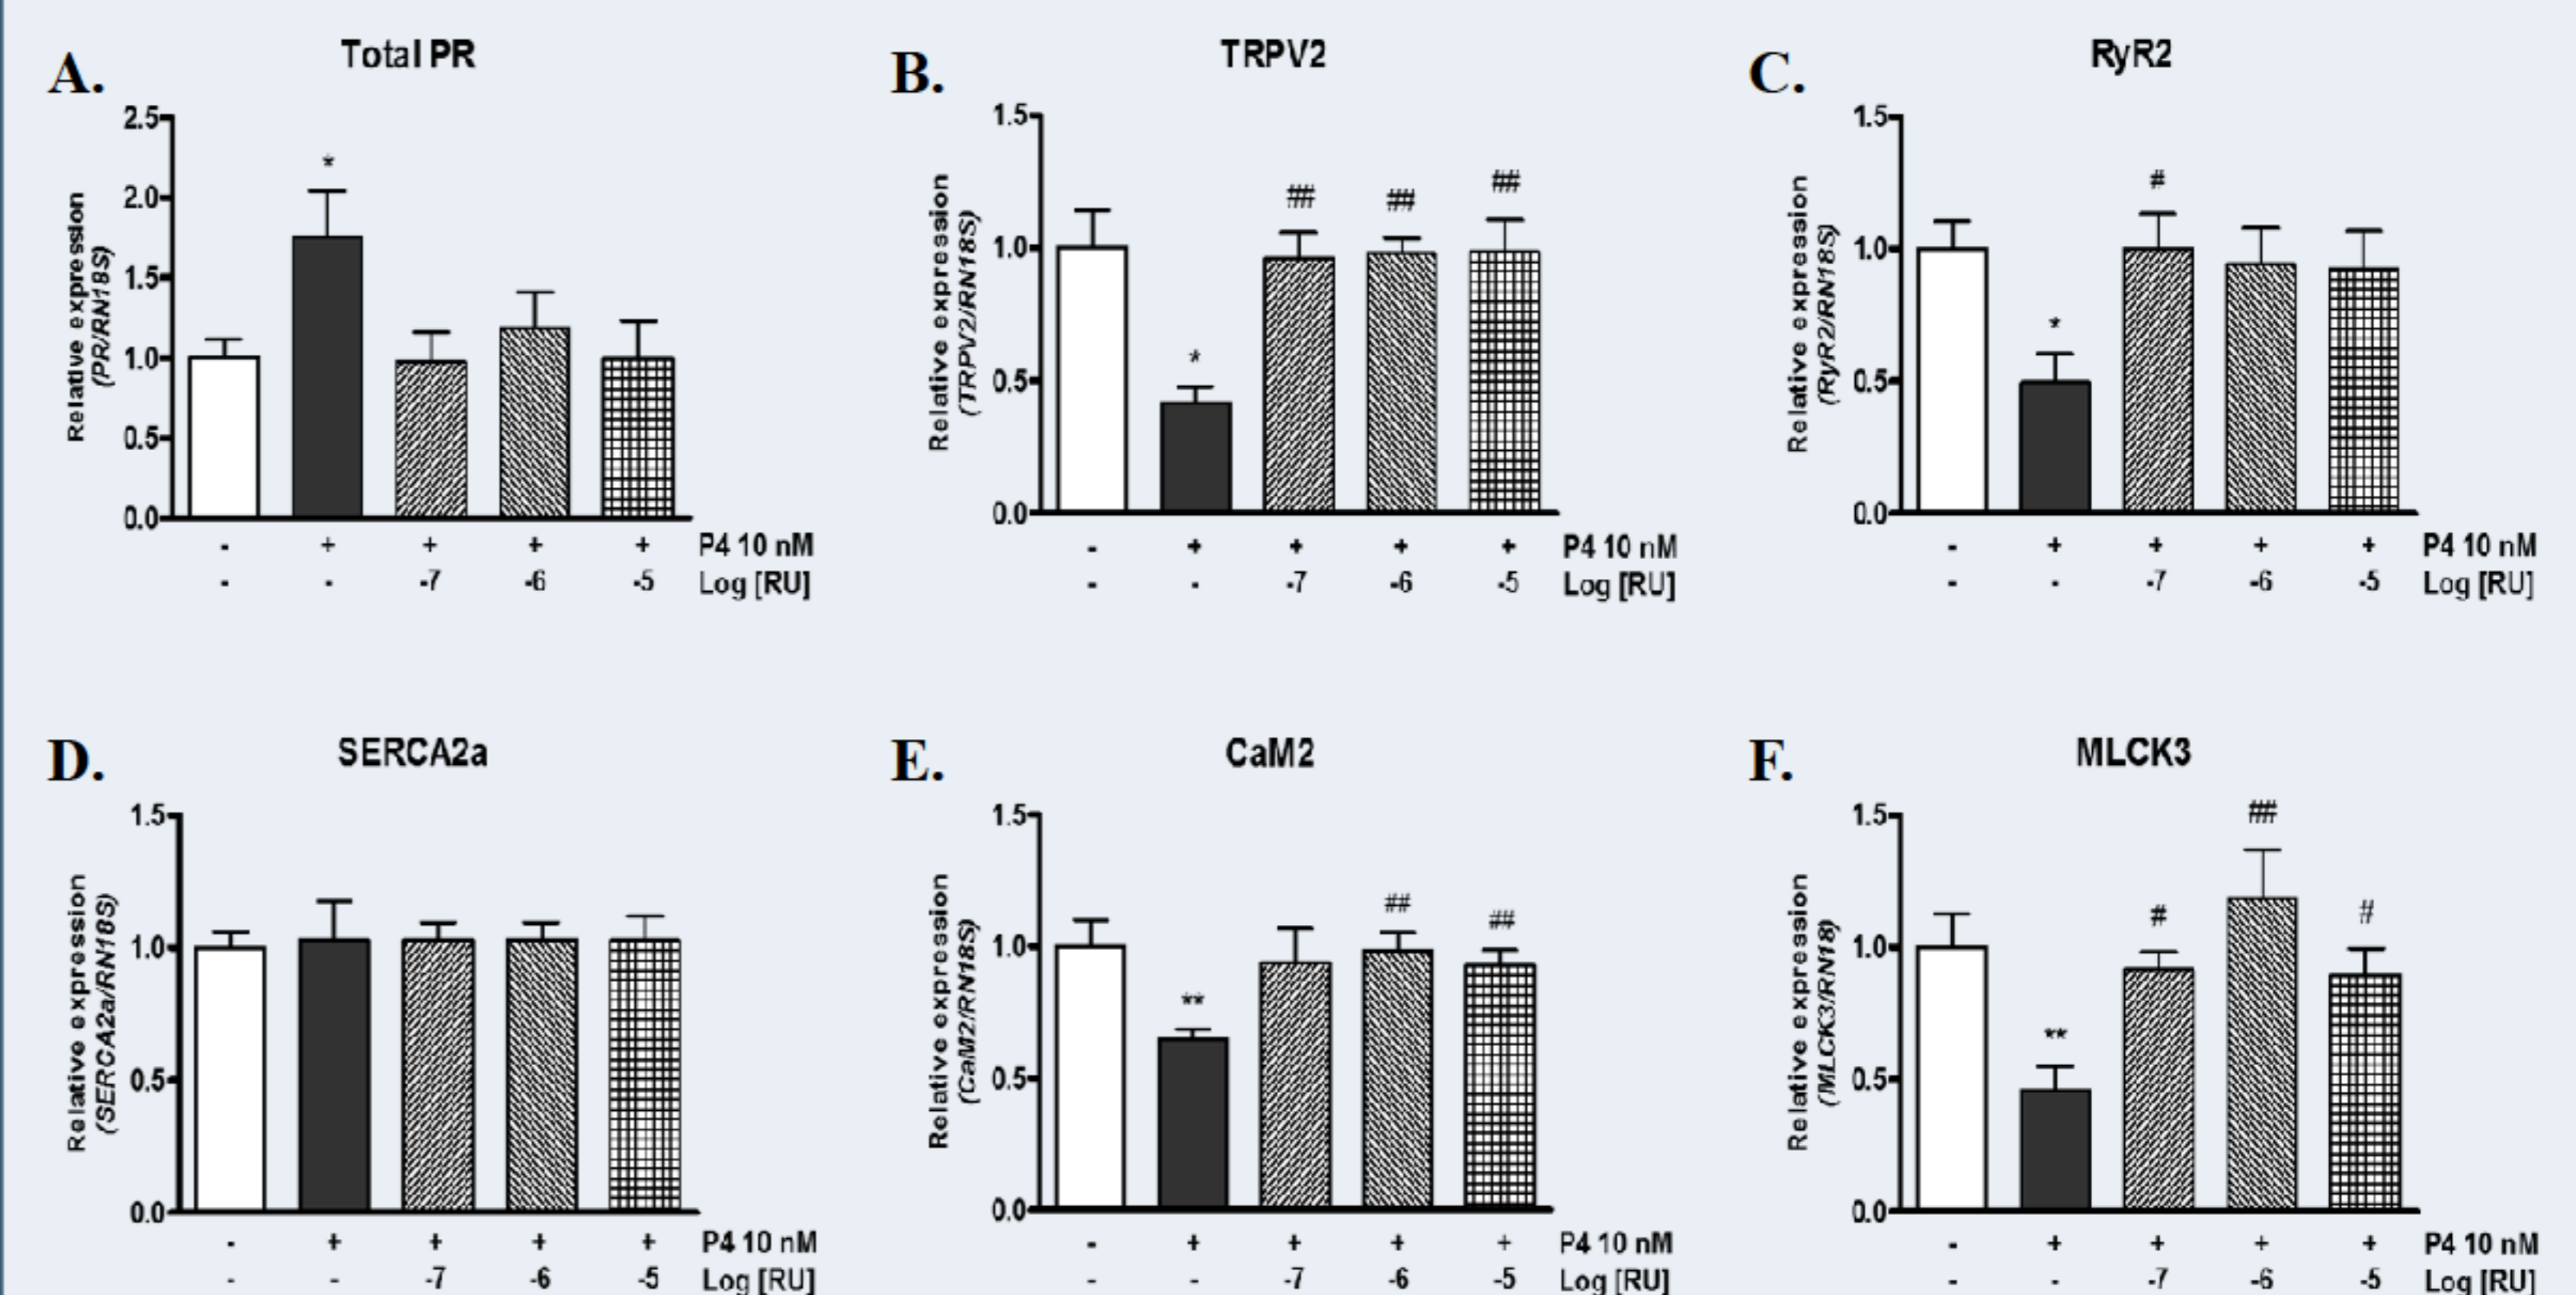 A.
Total PR
Relative expression
(PR/RN18S)
2.5
2.0
1.5
1.0
0.5
0.0
*
- + + + + P4 10 nM
- - -7 -6 -5 Log [RU]
B.
TRPV2
Relative expression
(TRPV2/RN18S)
1.5
1.0
0.5
0.0
* ## ## ##
- + + + + P4 10 nM
- - -7 -6 -5 Log [RU]
C.
RyR2
Relative expression
(RyR2/RN18S)
1.5
1.0
0.5
0.0
* #
- + + + + P4 10 nM
- - -7 -6 -5 Log [RU]
D.
SERCA2a
Relative expression
(SERCA2a/RN18S)
1.5
1.0
0.5
0.0
- + + + + P4 10 nM
- - -7 -6 -5 Log [RU]
E.
CaM2
Relative expression
(CaM2/RN18S)
1.5
1.0
0.5
0.0
** ## ##
- + + + + P4 10 nM
- - -7 -6 -5 Log [RU]
F.
MLCK3
Relative expression
(MLCK3/RN18)
1.5
1.0
0.5
0.0
** # ## #
- + + + + P4 10 nM
- - -7 -6 -5 Log [RU]